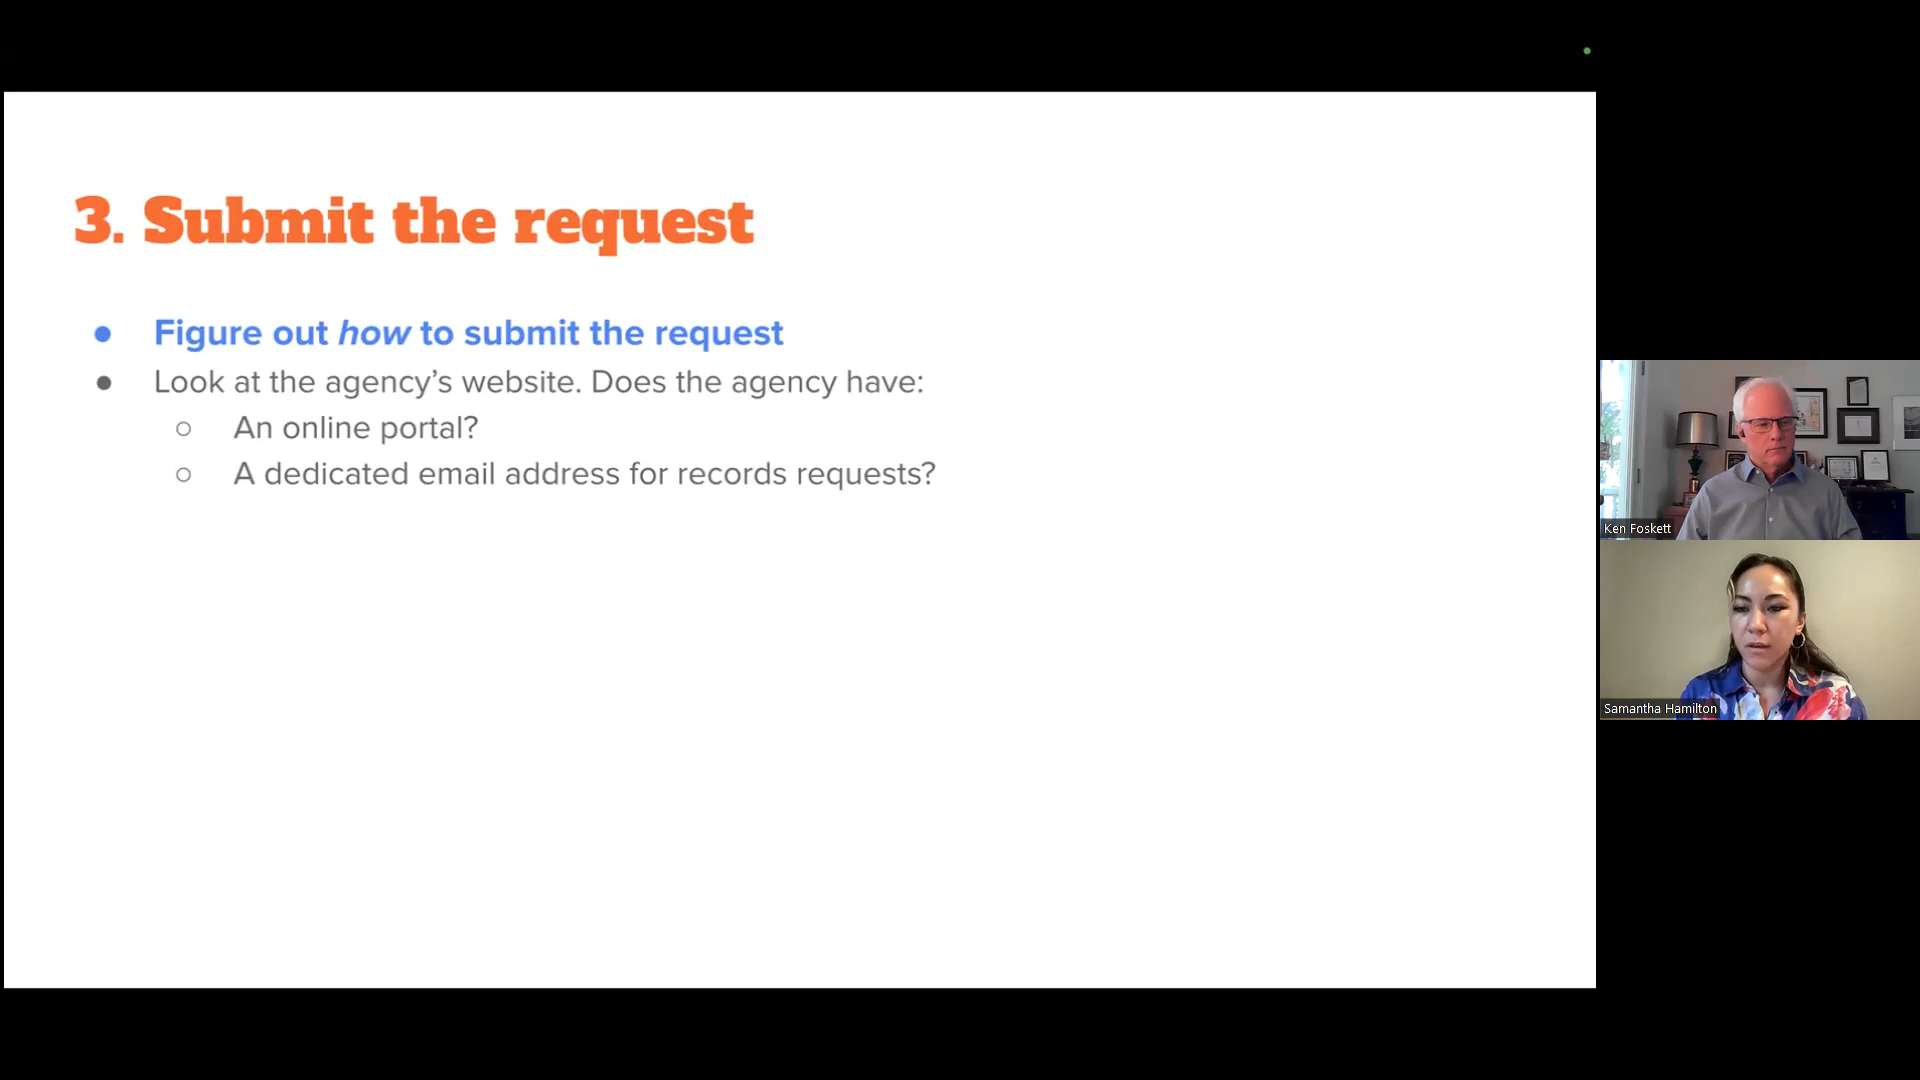 3. Submit the request
● Figure out how to submit the request
● Look at the agency’s website. Does the agency have:
○ An online portal?
○ A dedicated email address for records requests?
Ken Foskett
Samantha Hamilton